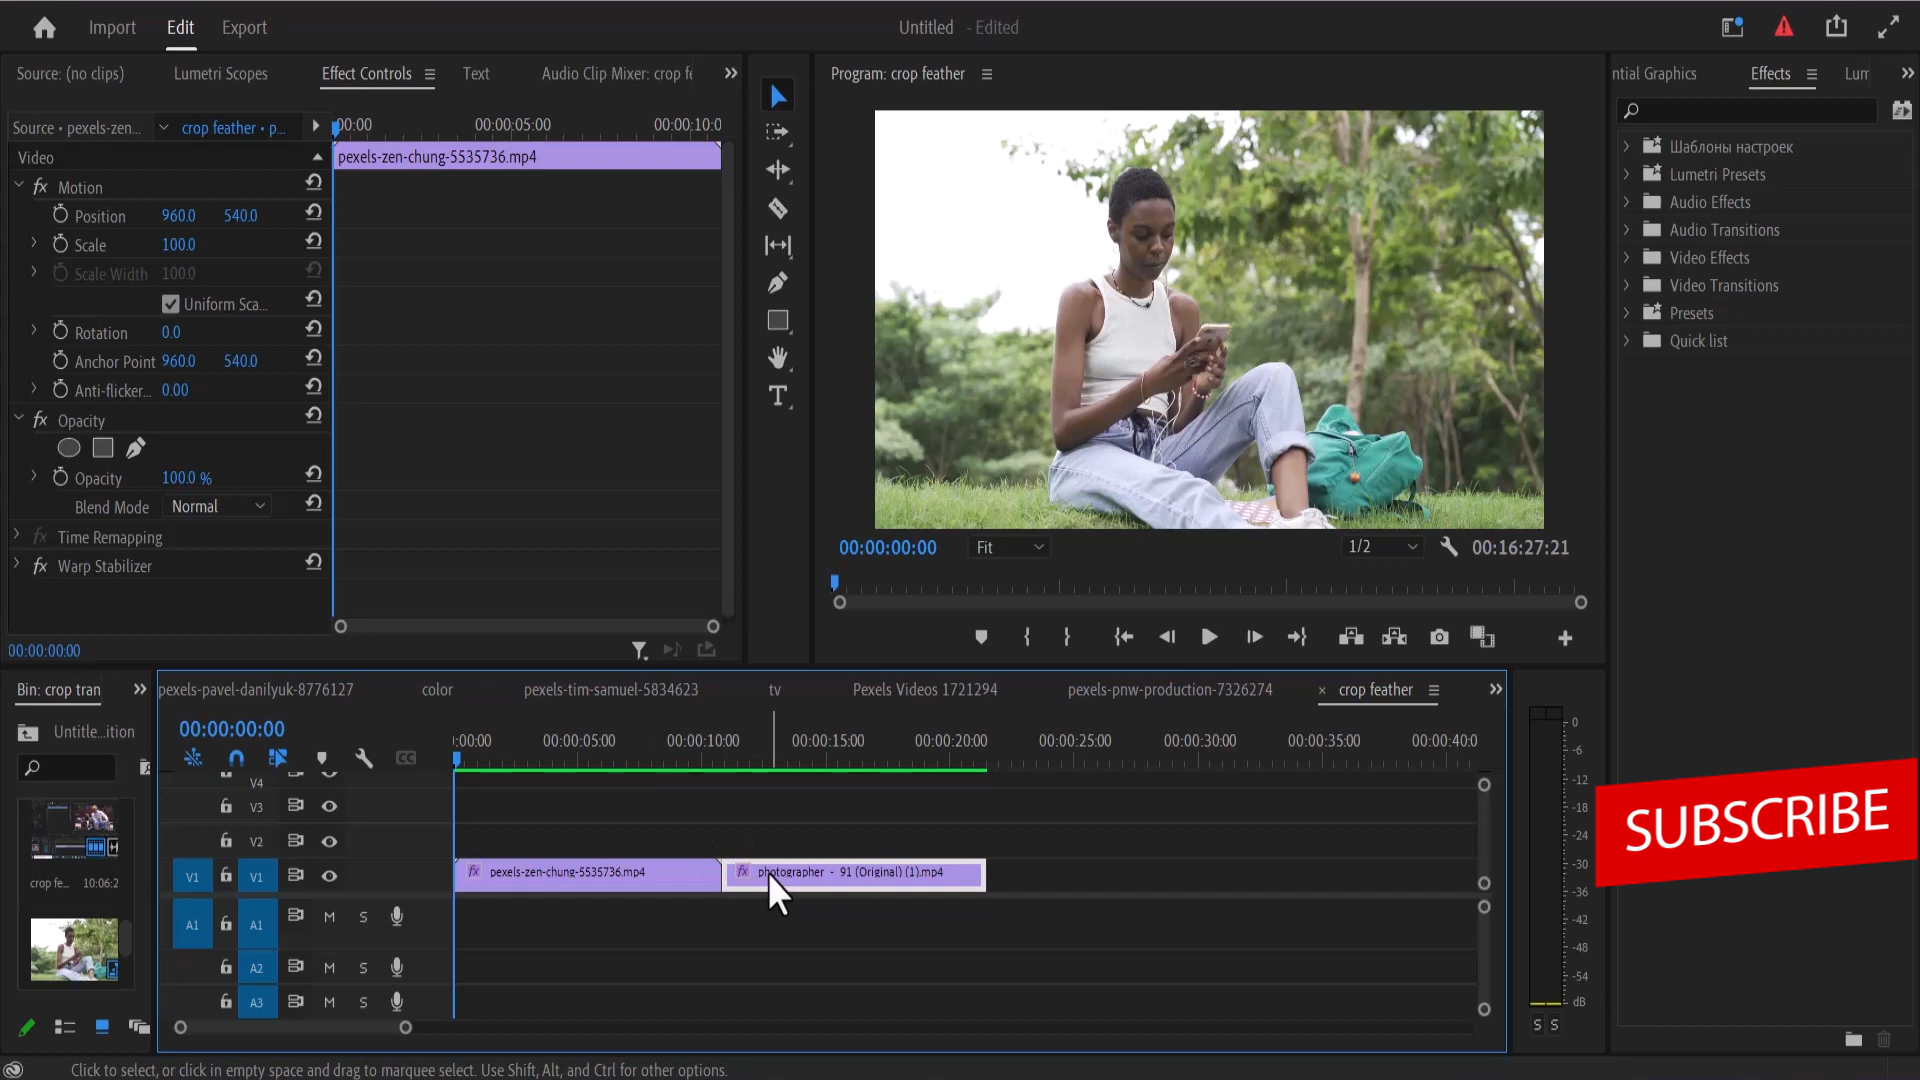 Import Edit Export
Untitled - Edited
Source: (no clips) Lumetri Scopes Effect Controls Text Audio Clip Mixer: crop fe
Program: crop feather
ntial Graphics Effects Lum
Source • pexels-zen... crop feather • p...
:00:00 00:00:05:00 00:00:10:0
pexels-zen-chung-5535736.mp4
Video
fx Motion
Position 960.0 540.0
Scale 100.0
Scale Width 100.0
Uniform Sca...
Rotation 0.0
Anchor Point 960.0 540.0
Anti-flicker... 0.00
fx Opacity
Opacity 100.0 %
Blend Mode Normal
fx Time Remapping
fx Warp Stabilizer
00:00:00:00
00:00:00:00 Fit 1/2 00:16:27:21
Шаблоны настроек
Lumetri Presets
Audio Effects
Audio Transitions
Video Effects
Video Transitions
Presets
Quick list
Bin: crop tran
Untitle...ition
crop fe... 10:06:2
pexels-pavel-danilyuk-8776127 color pexels-tim-samuel-5834623 tv Pexels Videos 1721294 pexels-pnw-production-7326274 × crop feather
00:00:00:00
:00:00 00:00:05:00 00:00:10:00 00:00:15:00 00:00:20:00 00:00:25:00 00:00:30:00 00:00:35:00 00:00:40:0
CC
V4
V3
V2
V1 V1
fx pexels-zen-chung-5535736.mp4 fx photographer - 91 (Original) (1).mp4
A1 A1 M S
A2 M S
A3 M S
0
-6
-12
-18
-24
-30
-36
-42
-48
-54
dB
S S
SUBSCRIBE
Click to select, or click in empty space and drag to marquee select. Use Shift, Alt, and Ctrl for other options.